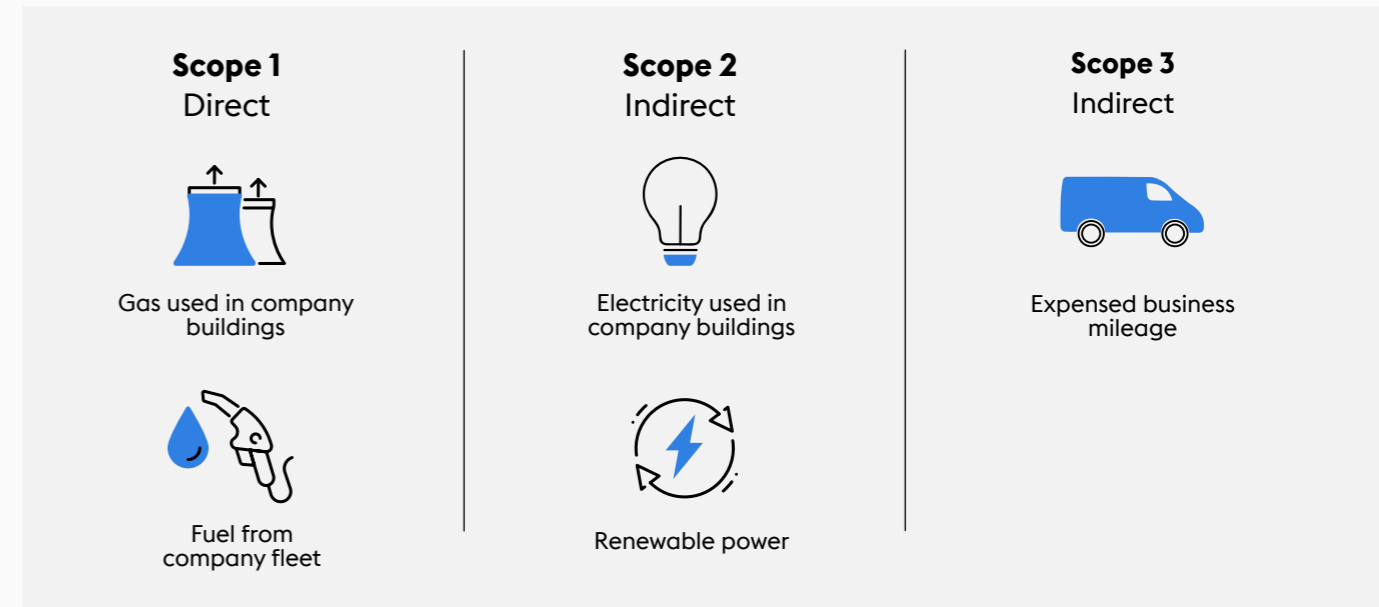 Scope 1
Direct
Gas used in company
buildings
Fuel from
company fleet
Scope 2
Indirect
Electricity used in
company buildings
Renewable power
Scope 3
Indirect
Expensed business
mileage